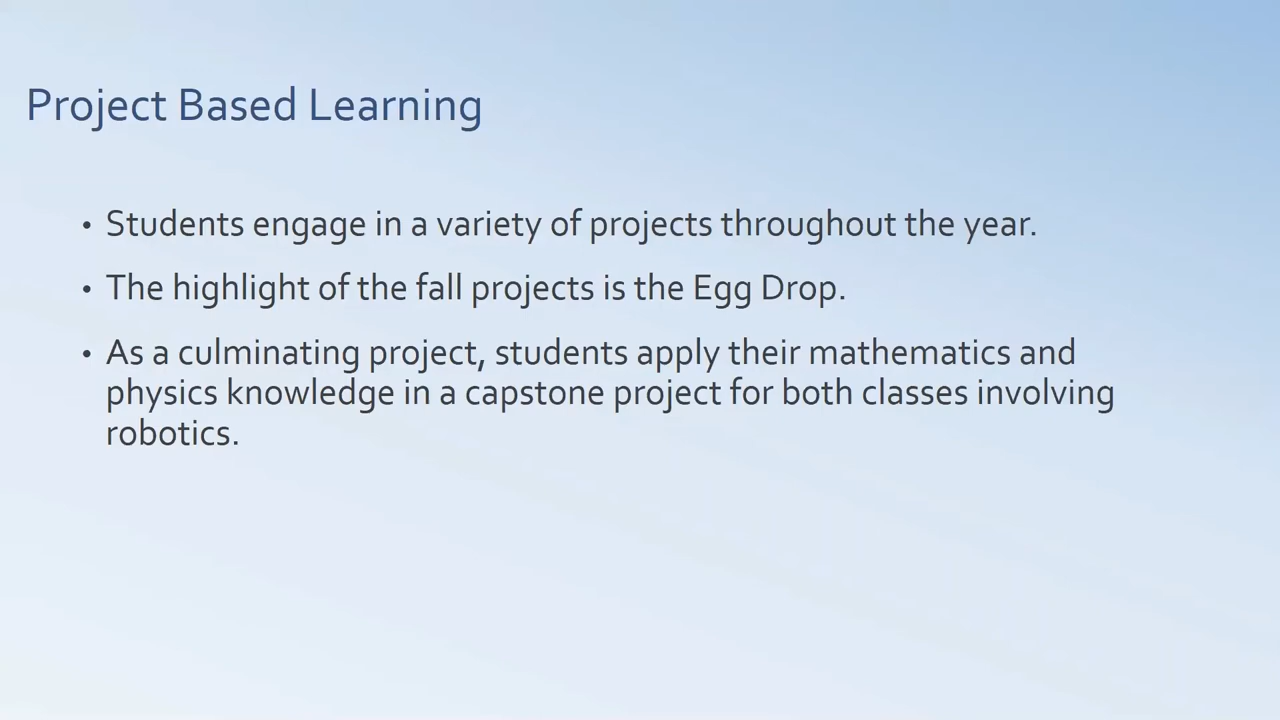 Project Based Learning
• Students engage in a variety of projects throughout the year.
• The highlight of the fall projects is the Egg Drop.
• As a culminating project, students apply their mathematics and
physics knowledge in a capstone project for both classes involving
robotics.